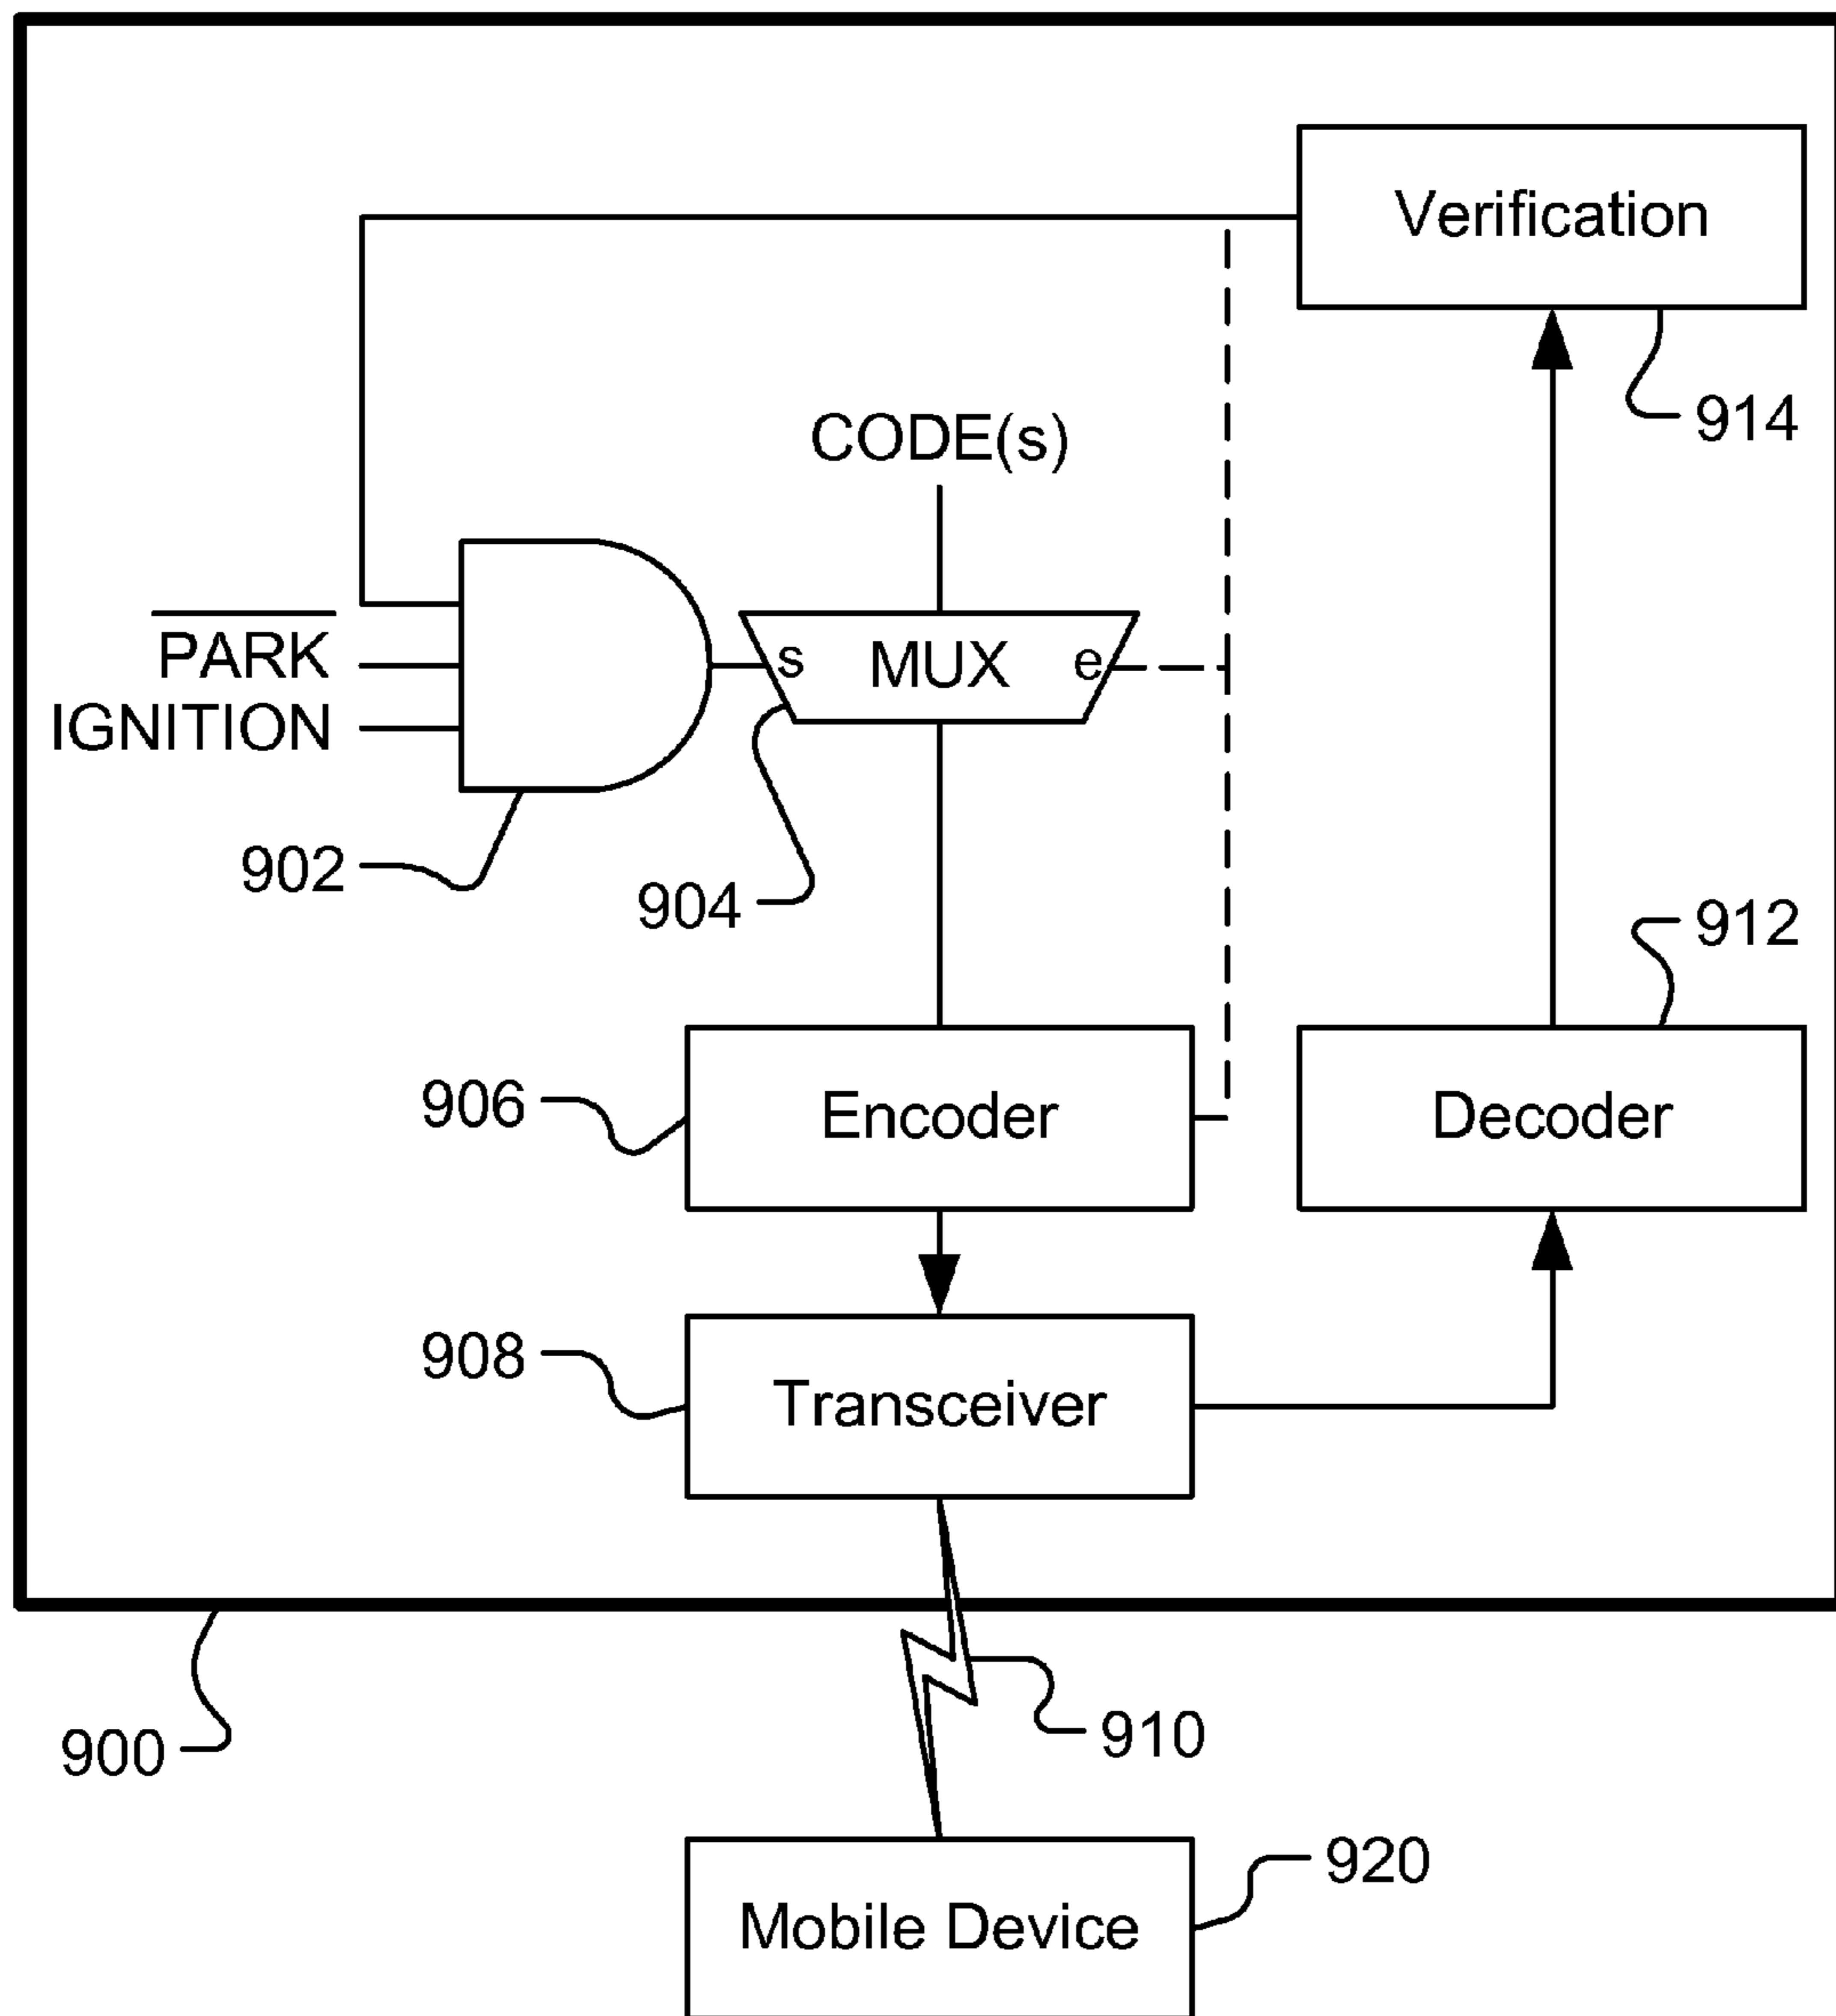 Verification
914
CODE(s)
PARK
s MUX e
IGNITION
902
904
912
906
Encoder
Decoder
908
Transceiver
900
910
920
Mobile Device